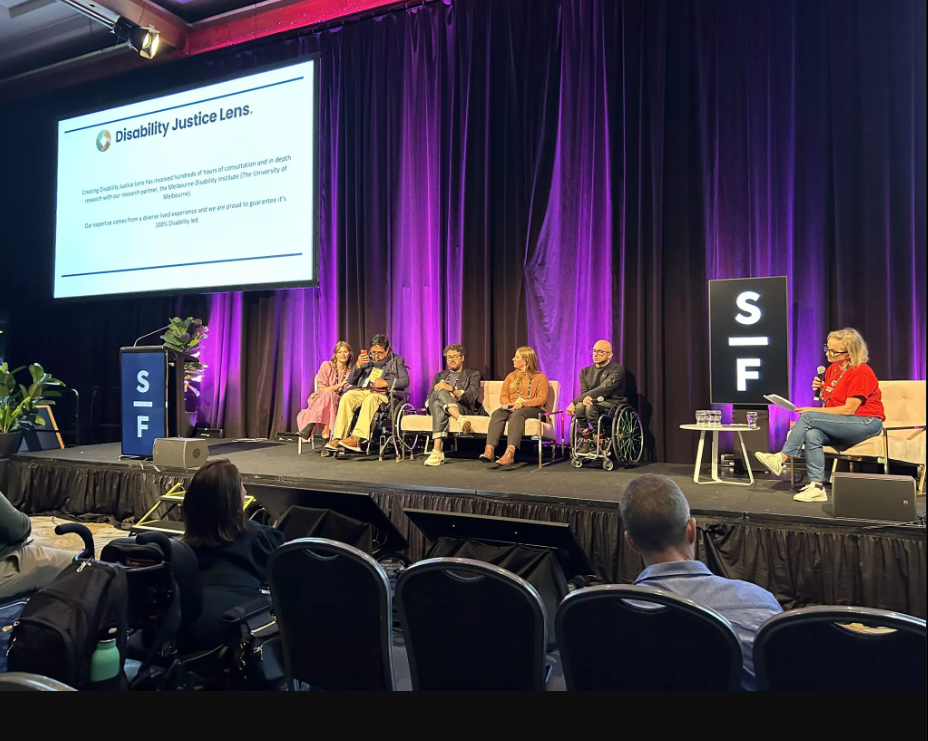 Disability Justice Lens.
Creating Disability Justice Lens has involved hundreds of hours of consultation and in depth
research with our research partner, the Melbourne Disability Institute (The University of
Melbourne).
Our expertise comes from a diverse lived experience and we are proud to guarantee it's
100% Disability led.
S
F
S
F